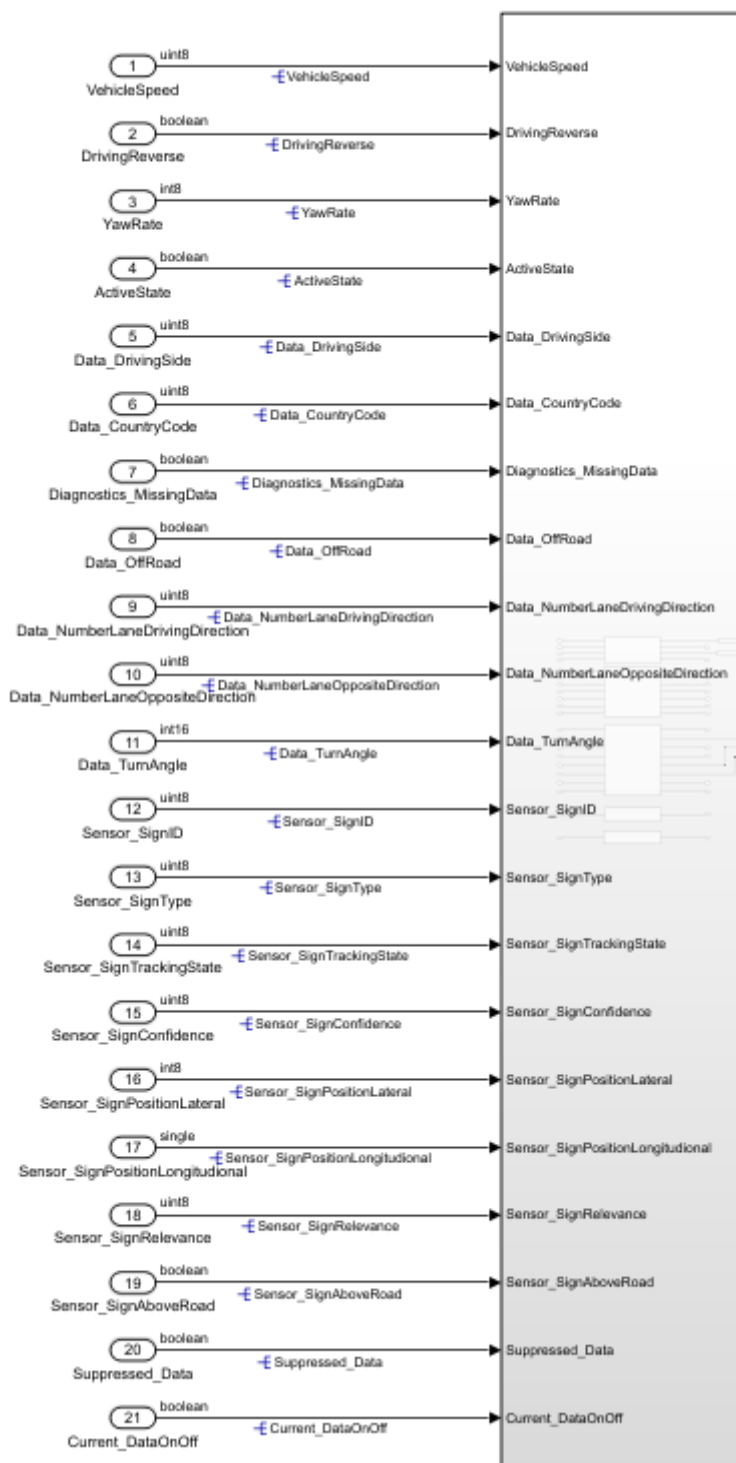 uint8
1 VehicleSpeed VehicleSpeed
VehicleSpeed
boolean
2 DrivingReverse DrivingReverse
DrivingReverse
int8
3 YawRate YawRate
YawRate
boolean
4 ActiveState ActiveState
ActiveState
uint8
5 Data_DrivingSide Data_DrivingSide
Data_DrivingSide
uint8
6 Data_CountryCode Data_CountryCode
Data_CountryCode
boolean
7 Diagnostics_MissingData Diagnostics_MissingData
Diagnostics_MissingData
boolean
8 Data_OffRoad Data_OffRoad
Data_OffRoad
uint8
9 Data_NumberLaneDrivingDirection Data_NumberLaneDrivingDirection
Data_NumberLaneDrivingDirection
uint8
10 Data_NumberLaneOppositeDirection Data_NumberLaneOppositeDirection
Data_NumberLaneOppositeDirection
int16
11 Data_TurnAngle Data_TurnAngle
Data_TurnAngle
uint8
12 Sensor_SignID Sensor_SignID
Sensor_SignID
uint8
13 Sensor_SignType Sensor_SignType
Sensor_SignType
uint8
14 Sensor_SignTrackingState Sensor_SignTrackingState
Sensor_SignTrackingState
uint8
15 Sensor_SignConfidence Sensor_SignConfidence
Sensor_SignConfidence
int8
16 Sensor_SignPositionLateral Sensor_SignPositionLateral
Sensor_SignPositionLateral
single
17 Sensor_SignPositionLongitudional Sensor_SignPositionLongitudional
Sensor_SignPositionLongitudional
uint8
18 Sensor_SignRelevance Sensor_SignRelevance
Sensor_SignRelevance
boolean
19 Sensor_SignAboveRoad Sensor_SignAboveRoad
Sensor_SignAboveRoad
boolean
20 Suppressed_Data Suppressed_Data
Suppressed_Data
boolean
21 Current_DataOnOff Current_DataOnOff
Current_DataOnOff